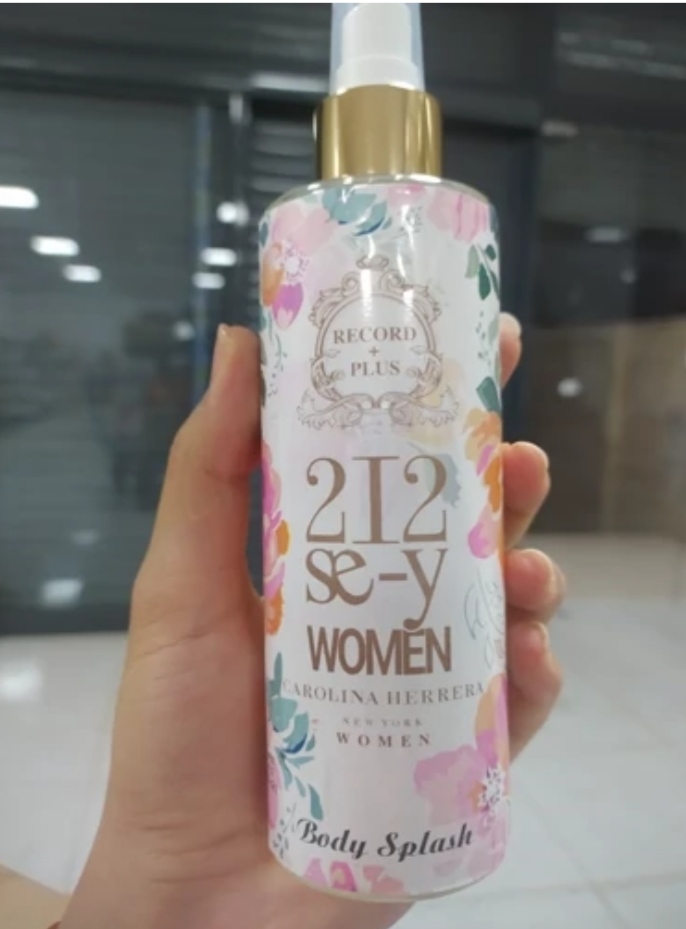 RECORD
+
PLUS
212
se-y
WOMEN
CAROLINA HERRERA
NEW YORK
WOMEN
Body Splash